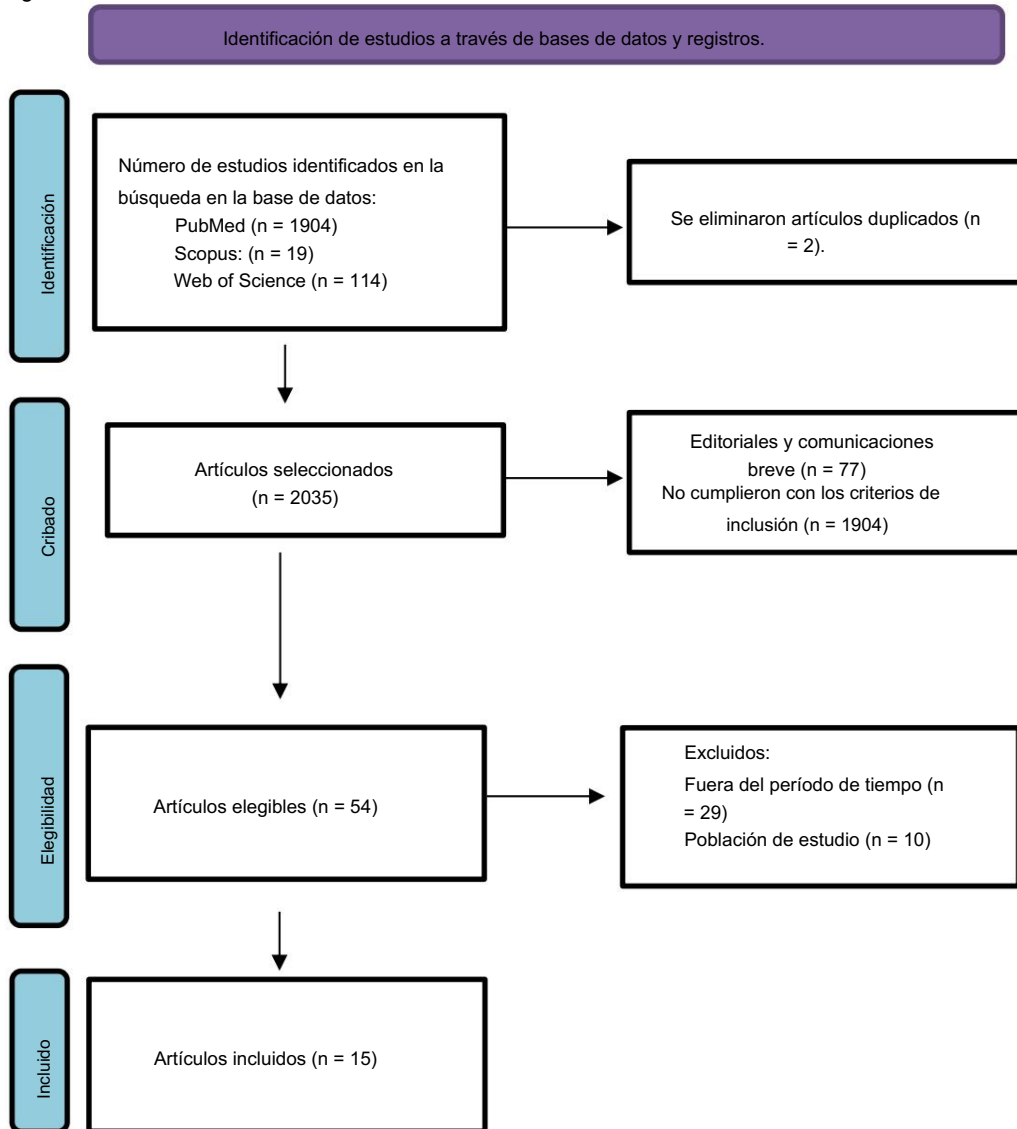 Identificación de estudios a través de bases de datos y registros.
Identificación
Número de estudios identificados en la
búsqueda en la base de datos:
PubMed (n = 1904)
Scopus: (n = 19)
Web of Science (n = 114)
Se eliminaron artículos duplicados (n
= 2).
Cribado
Artículos seleccionados
(n = 2035)
Editoriales y comunicaciones
breve (n = 77)
No cumplieron con los criterios de
inclusión (n = 1904)
Elegibilidad
Artículos elegibles (n = 54)
Excluidos:
Fuera del período de tiempo (n
= 29)
Población de estudio (n = 10)
Incluido
Artículos incluidos (n = 15)